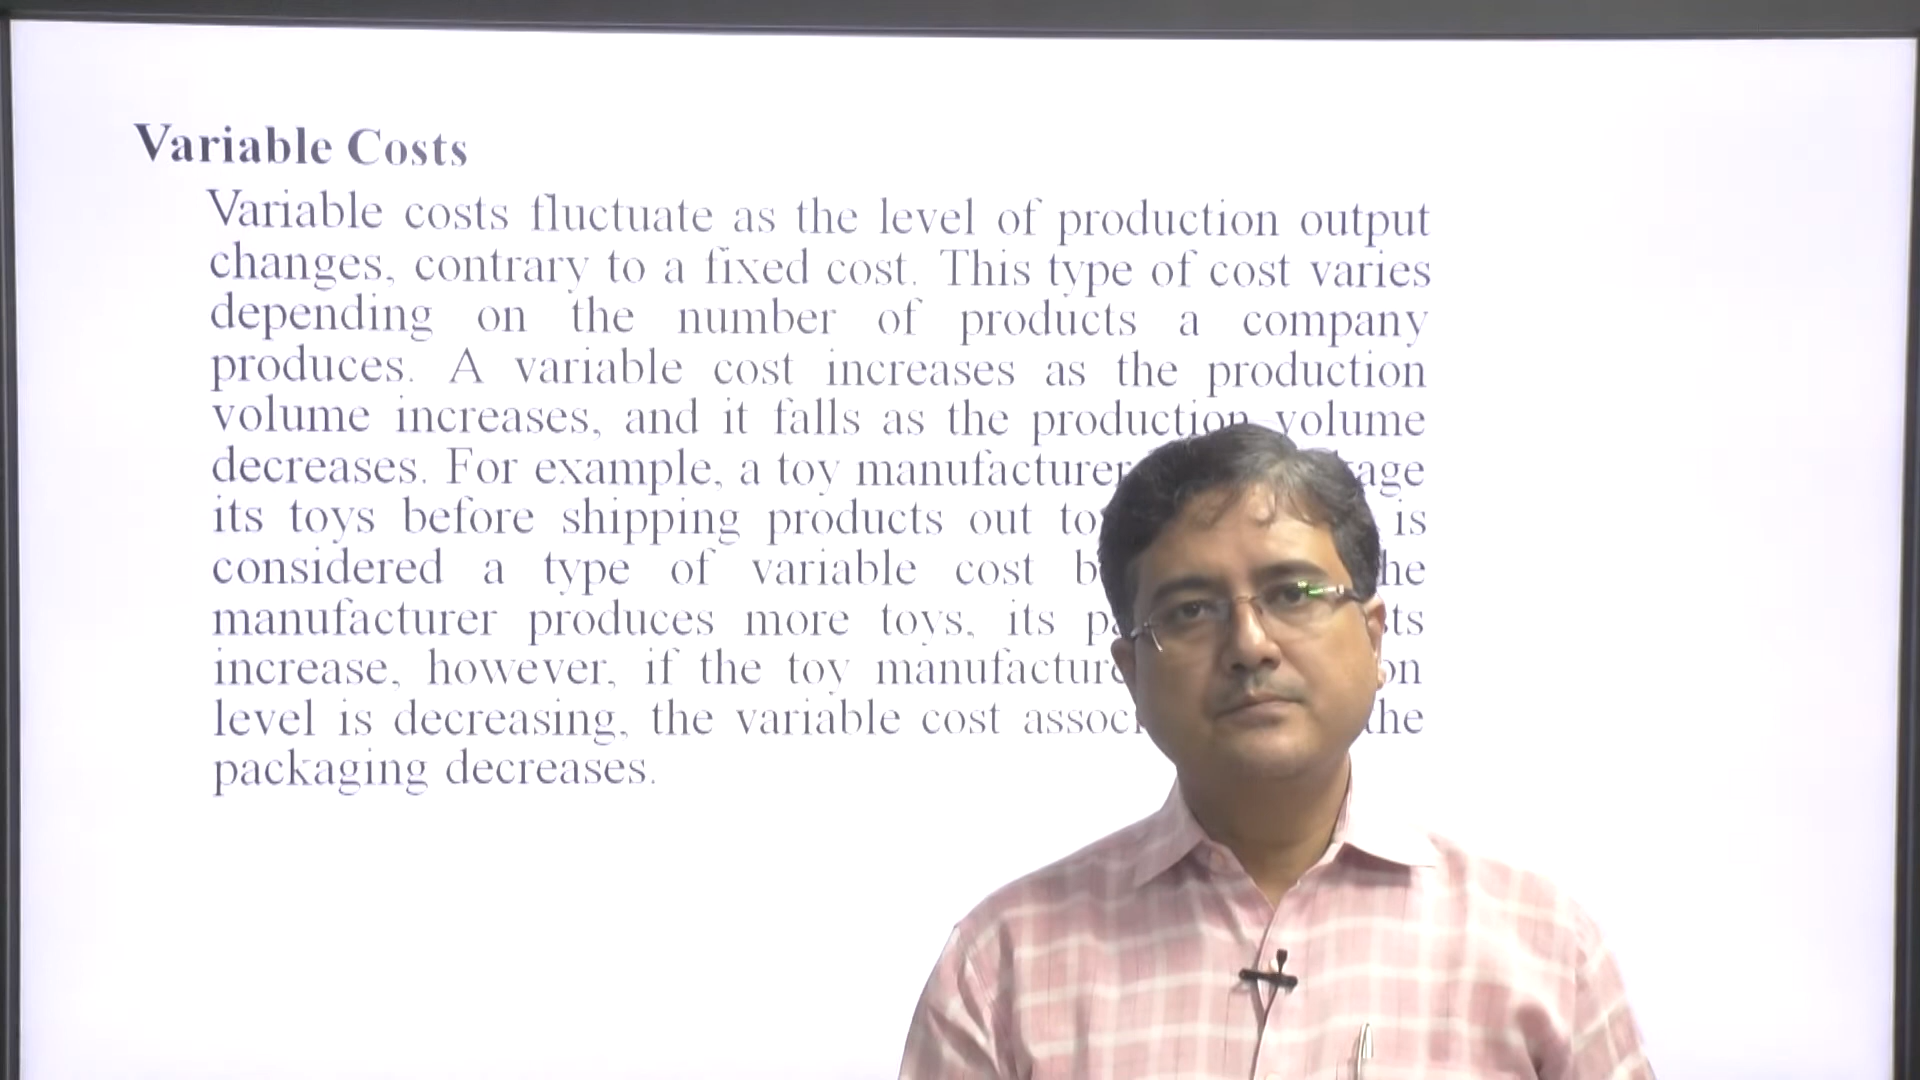 Variable Costs
Variable costs fluctuate as the level of production output
changes, contrary to a fixed cost. This type of cost varies
depending on the number of products a company
produces. A variable cost increases as the production
volume increases, and it falls as the production volume
decreases. For example, a toy manufacturer
its toys before shipping products out to is
considered a type of variable cost
manufacturer produces more toys, its
increase, however, if the toy
level is decreasing, the variable cost the
packaging decreases.